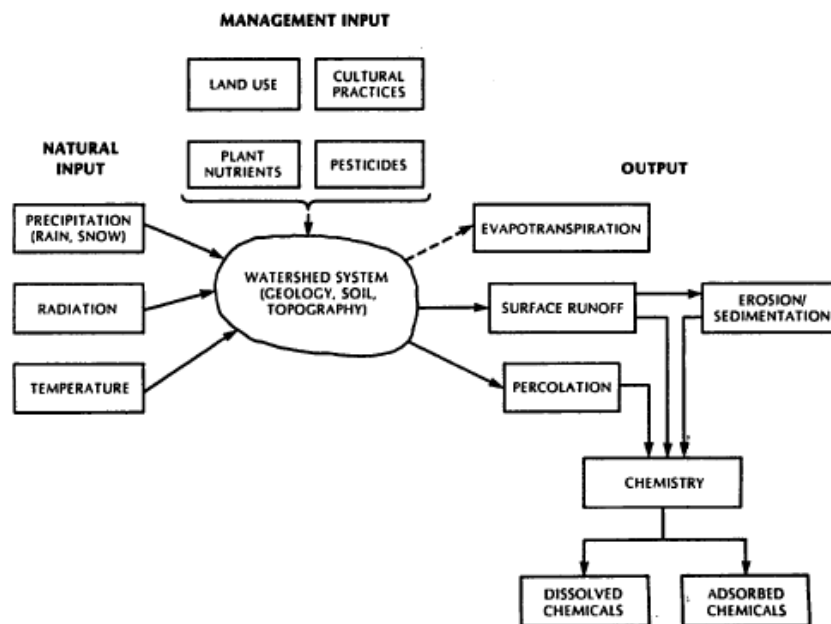 MANAGEMENT INPUT
LAND USE
CULTURAL
PRACTICES
PLANT
NUTRIENTS
PESTICIDES
NATURAL
INPUT
OUTPUT
PRECIPITATION
(RAIN, SNOW)
RADIATION
TEMPERATURE
WATERSHED SYSTEM
(GEOLOGY, SOIL,
TOPOGRAPHY)
EVAPOTRANSPIRATION
SURFACE RUNOFF
EROSION/
SEDIMENTATION
PERCOLATION
CHEMISTRY
DISSOLVED
CHEMICALS
ADSORBED
CHEMICALS